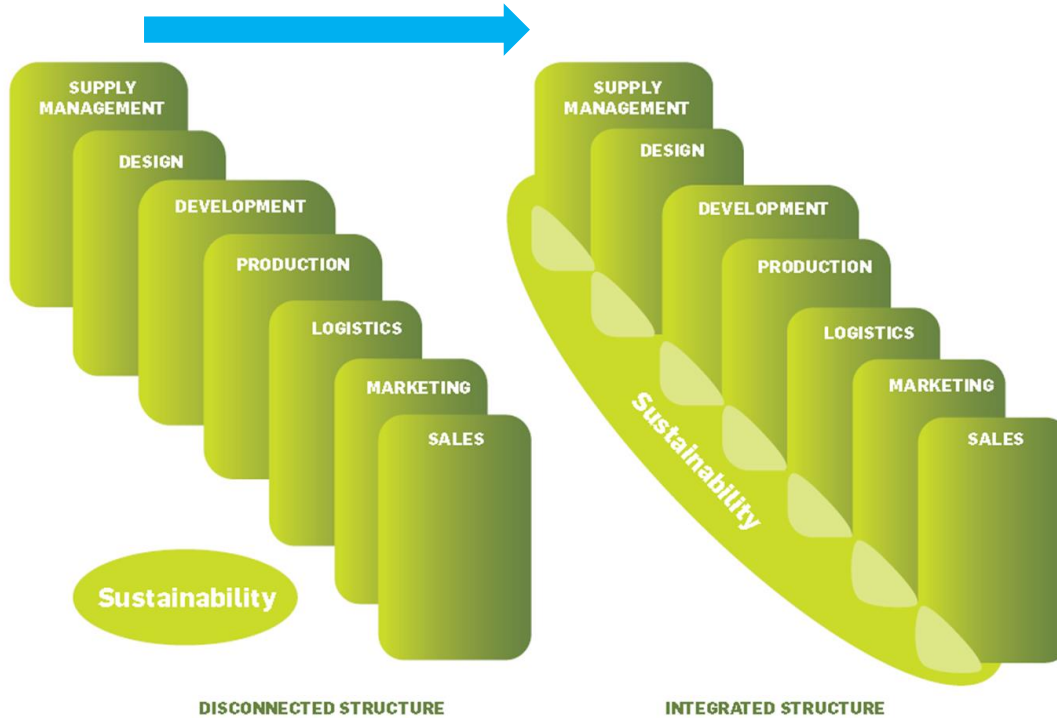 SUPPLY
MANAGEMENT
DESIGN
DEVELOPMENT
PRODUCTION
LOGISTICS
MARKETING
SALES
Sustainability
DISCONNECTED STRUCTURE
SUPPLY
MANAGEMENT
DESIGN
DEVELOPMENT
PRODUCTION
LOGISTICS
MARKETING
SALES
Sustainability
INTEGRATED STRUCTURE